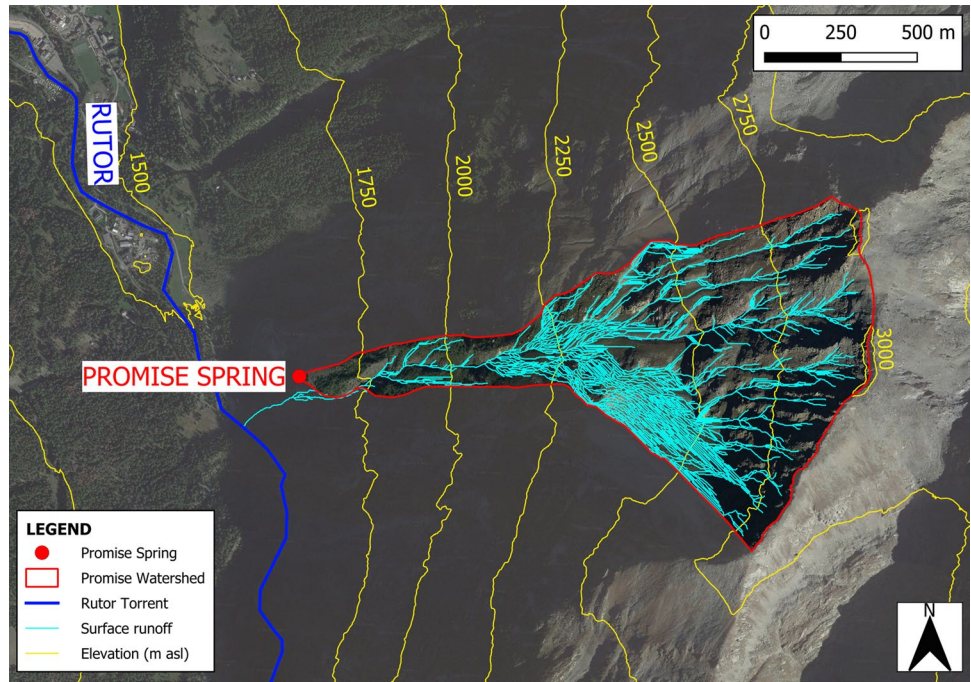 0 250 500 m
RUTOR
1500
1750
2000
2250
2500
2750
3000
PROMISE SPRING
LEGEND
Promise Spring
Promise Watershed
Rutor Torrent
Surface runoff
Elevation (m asl)
N